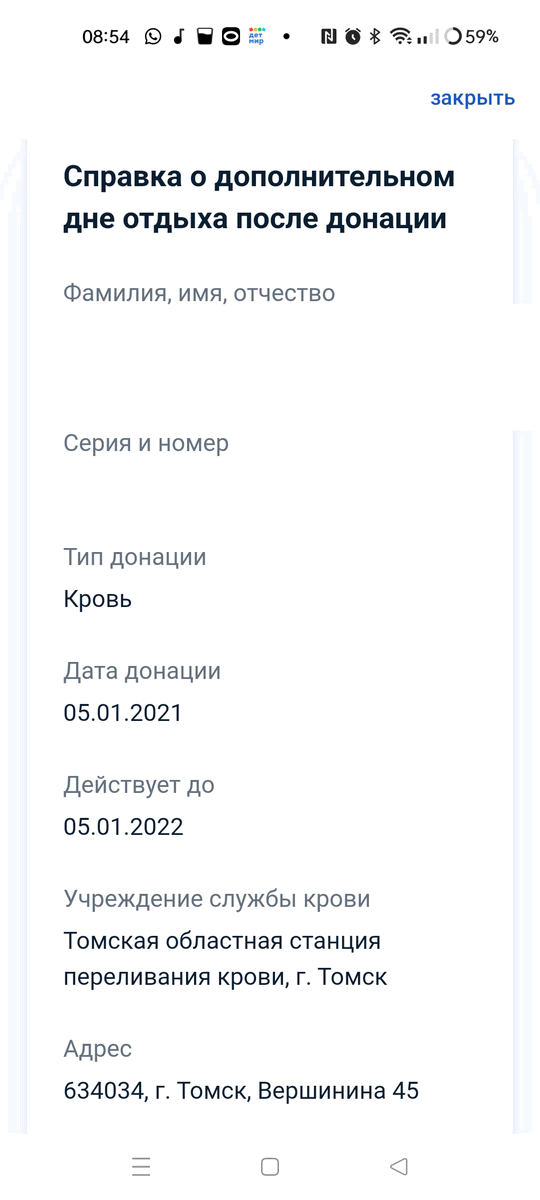 08:54
дет
мир
59%
закрыть
Справка о дополнительном
дне отдыха после донации
Фамилия, имя, отчество
Серия и номер
Тип донации
Кровь
Дата донации
05.01.2021
Действует до
05.01.2022
Учреждение службы крови
Томская областная станция
переливания крови, г. Томск
Адрес
634034, г. Томск, Вершинина 45